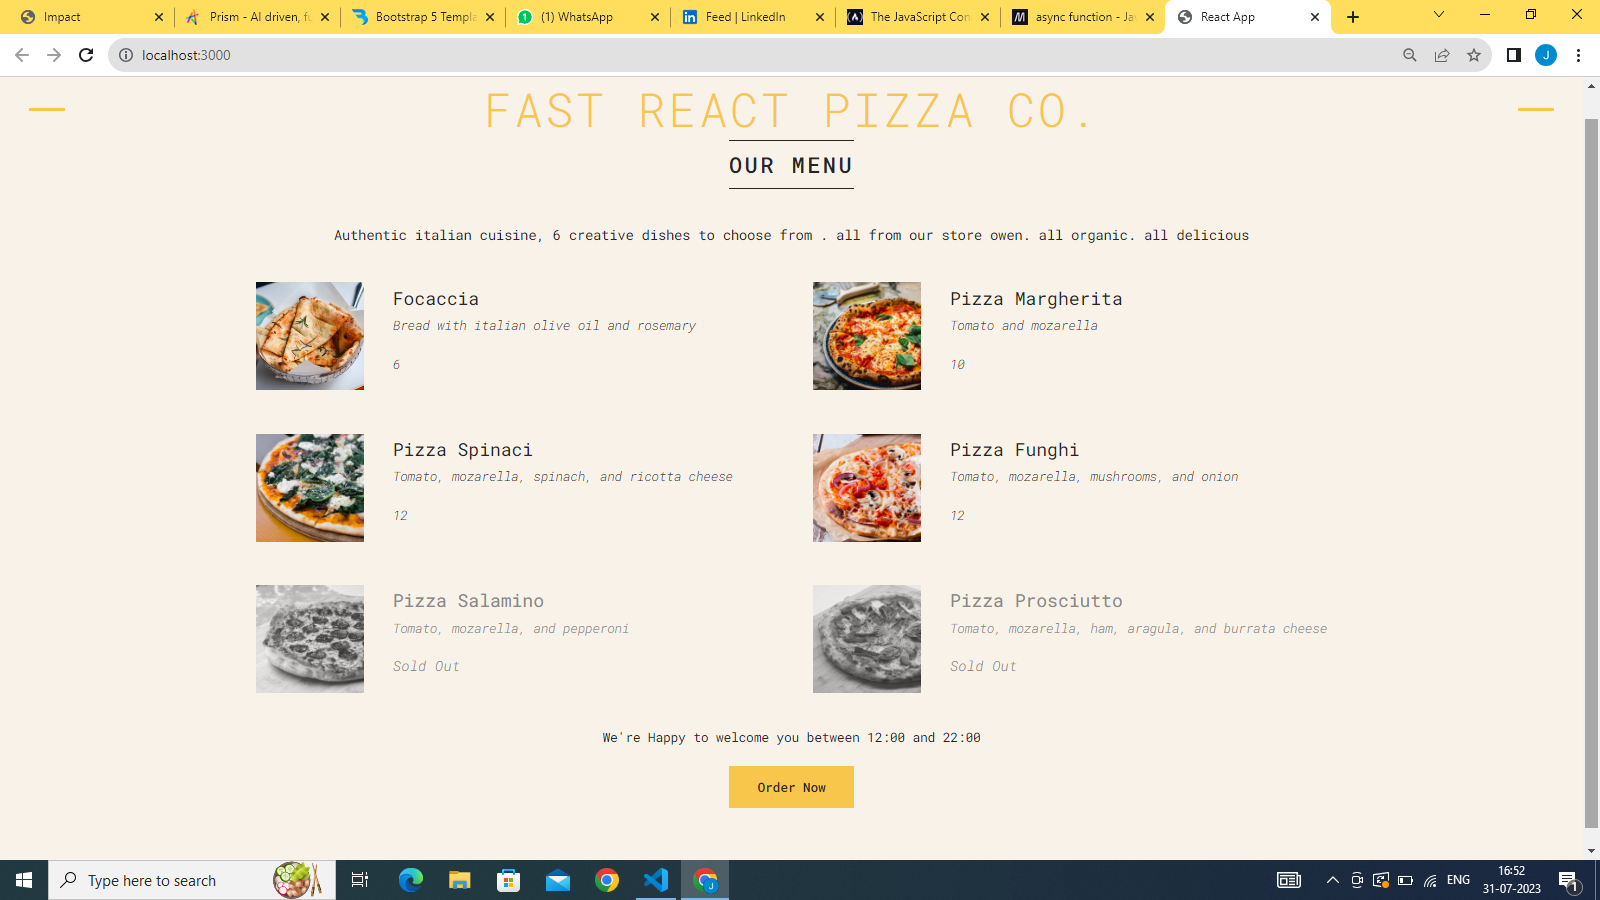 Impact
Prism - AI driven, fu
Bootstrap 5 Templa
(1) WhatsApp
Feed | LinkedIn
The JavaScript Con
async function - Jav
React App
localhost:3000
J
FAST REACT PIZZA CO.
OUR MENU
Authentic italian cuisine, 6 creative dishes to choose from . all from our store owen. all organic. all delicious
Focaccia
Bread with italian olive oil and rosemary
6
Pizza Margherita
Tomato and mozarella
10
Pizza Spinaci
Tomato, mozarella, spinach, and ricotta cheese
12
Pizza Funghi
Tomato, mozarella, mushrooms, and onion
12
Pizza Salamino
Tomato, mozarella, and pepperoni
Sold Out
Pizza Prosciutto
Tomato, mozarella, ham, aragula, and burrata cheese
Sold Out
We're Happy to welcome you between 12:00 and 22:00
Order Now
Type here to search
J
ENG
16:52
31-07-2023
1